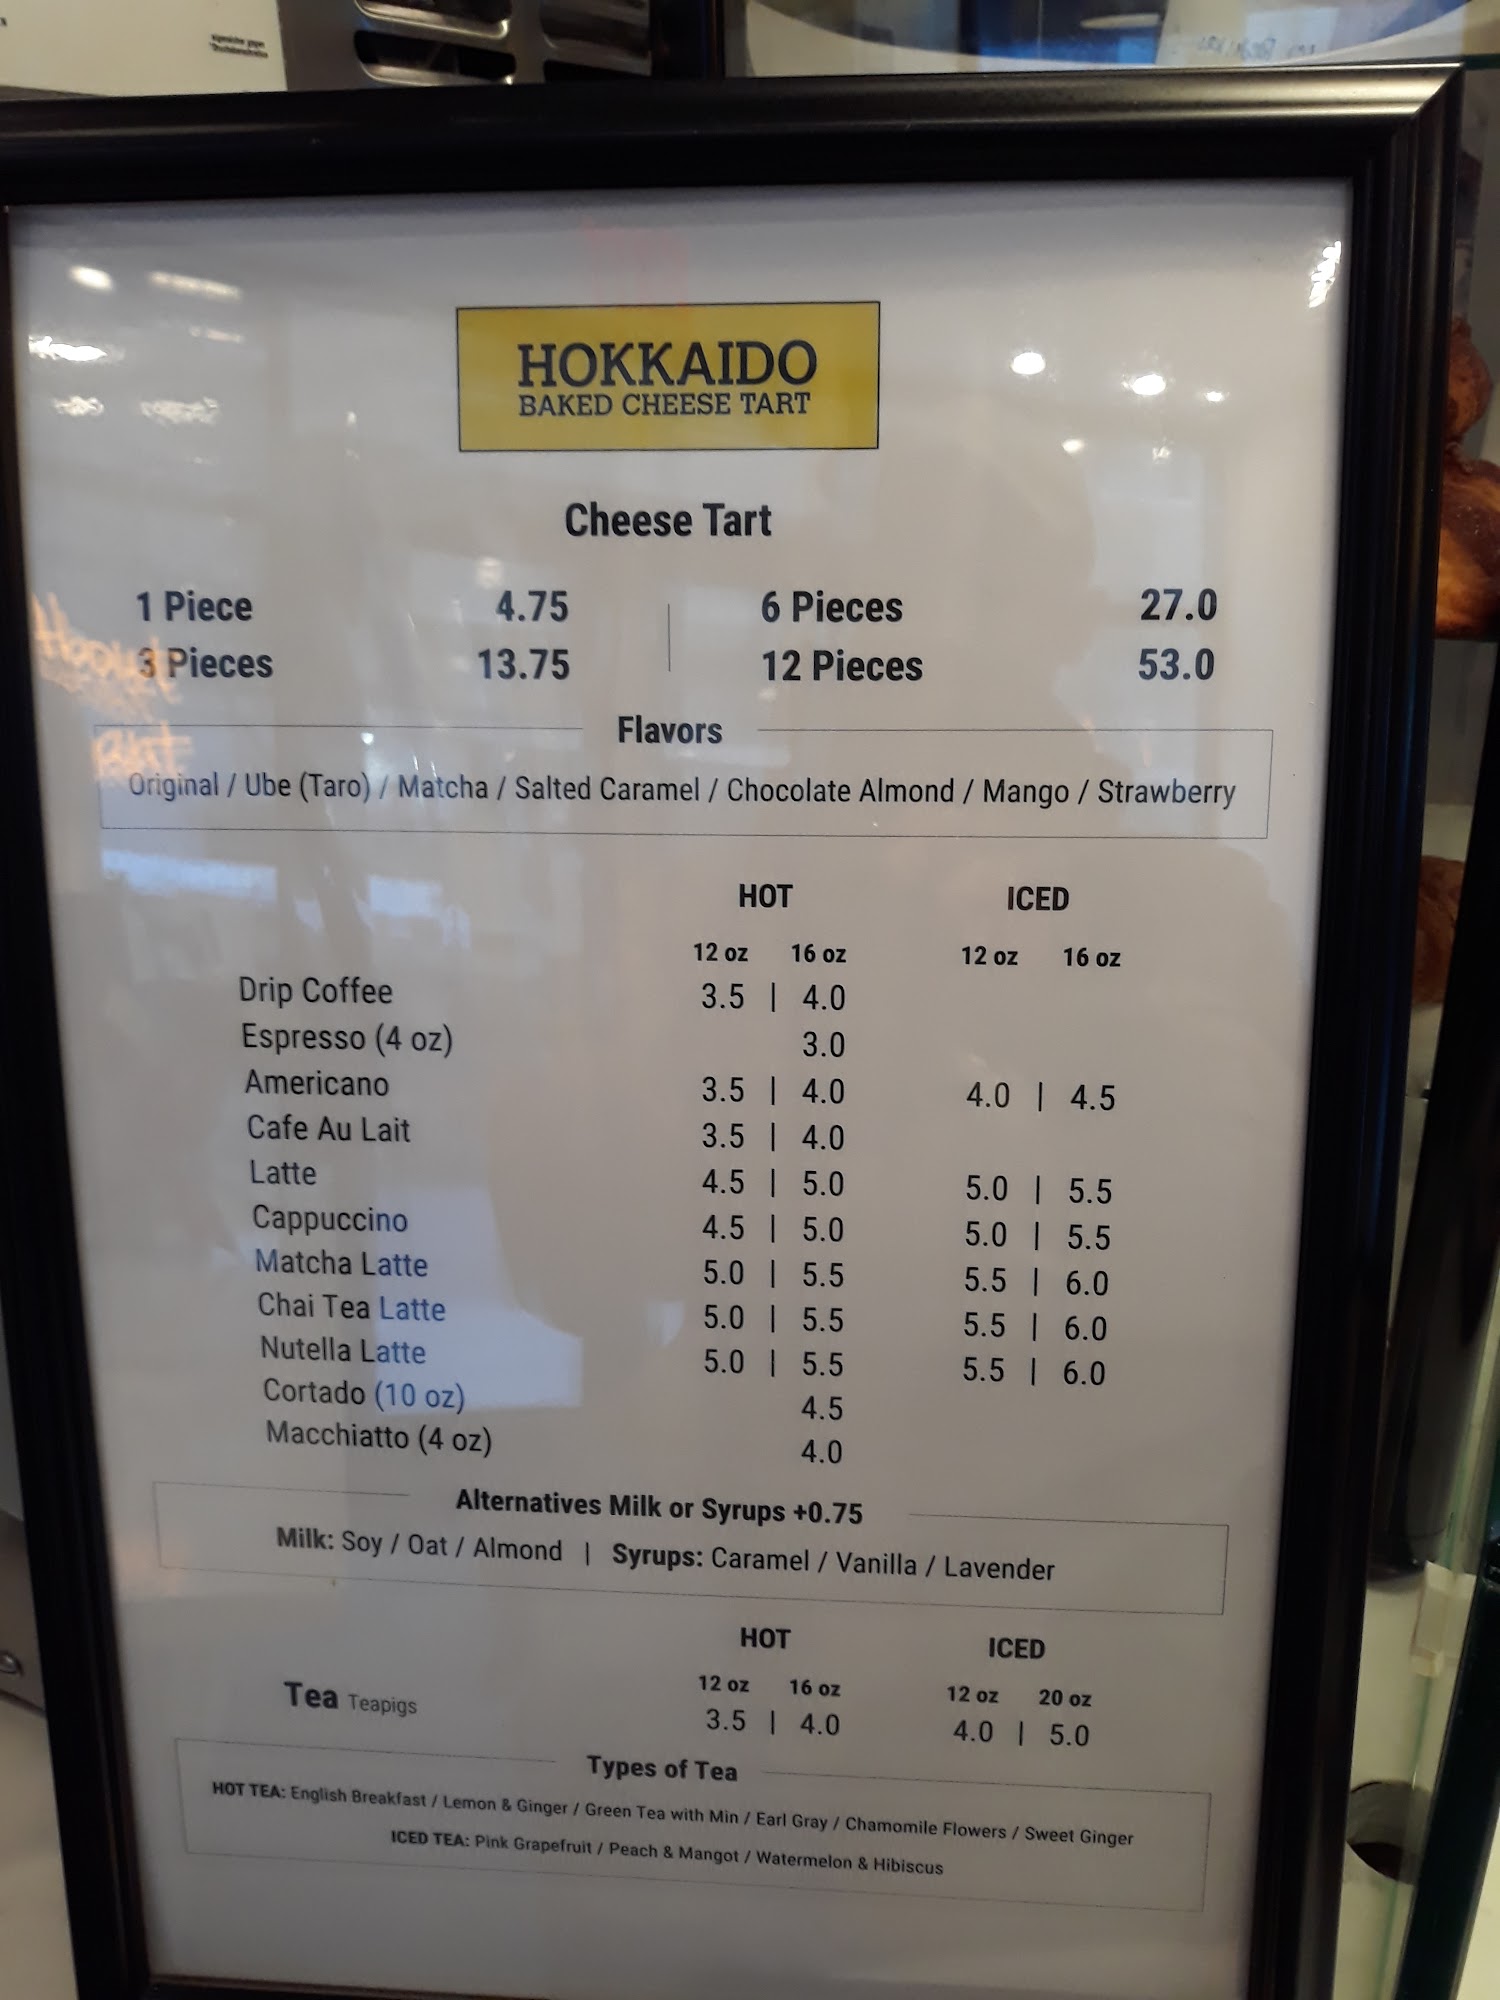 HOKKAIDO
BAKED CHEESE TART
Cheese Tart
1 Piece 4.75 | 6 Pieces 27.0
3 Pieces 13.75 | 12 Pieces 53.0
Flavors
Original / Ube (Taro) / Matcha / Salted Caramel / Chocolate Almond / Mango / Strawberry
HOT ICED
12 oz 16 oz 12 oz 16 oz
Drip Coffee 3.5 | 4.0
Espresso (4 oz) 3.0
Americano 3.5 | 4.0 4.0 | 4.5
Cafe Au Lait 3.5 | 4.0
Latte 4.5 | 5.0 5.0 | 5.5
Cappuccino 4.5 | 5.0 5.0 | 5.5
Matcha Latte 5.0 | 5.5 5.5 | 6.0
Chai Tea Latte 5.0 | 5.5 5.5 | 6.0
Nutella Latte 5.0 | 5.5 5.5 | 6.0
Cortado (10 oz) 4.5
Macchiatto (4 oz) 4.0
Alternatives Milk or Syrups +0.75
Milk: Soy / Oat / Almond | Syrups: Caramel / Vanilla / Lavender
HOT ICED
12 oz 16 oz 12 oz 20 oz
Tea Teapigs 3.5 | 4.0 4.0 | 5.0
Types of Tea
HOT TEA: English Breakfast / Lemon & Ginger / Green Tea with Min / Earl Gray / Chamomile Flowers / Sweet Ginger
ICED TEA: Pink Grapefruit / Peach & Mangot / Watermelon & Hibiscus